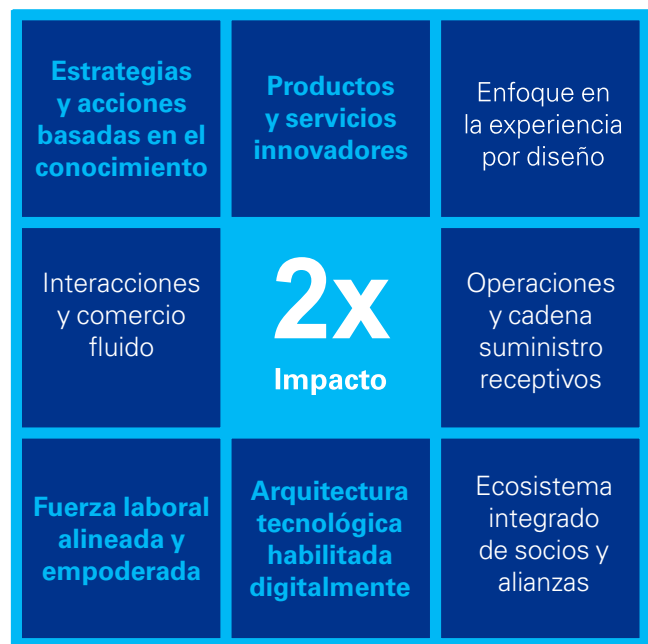 Estrategias
y acciones
basadas en el
conocimiento
Productos
y servicios
innovadores
Enfoque en
la experiencia
por diseño
Interacciones
y comercio
fluido
2x
Impacto
Operaciones
y cadena
suministro
receptivos
Fuerza laboral
alineada y
empoderada
Arquitectura
tecnológica
habilitada
digitalmente
Ecosistema
integrado
de socios y
alianzas